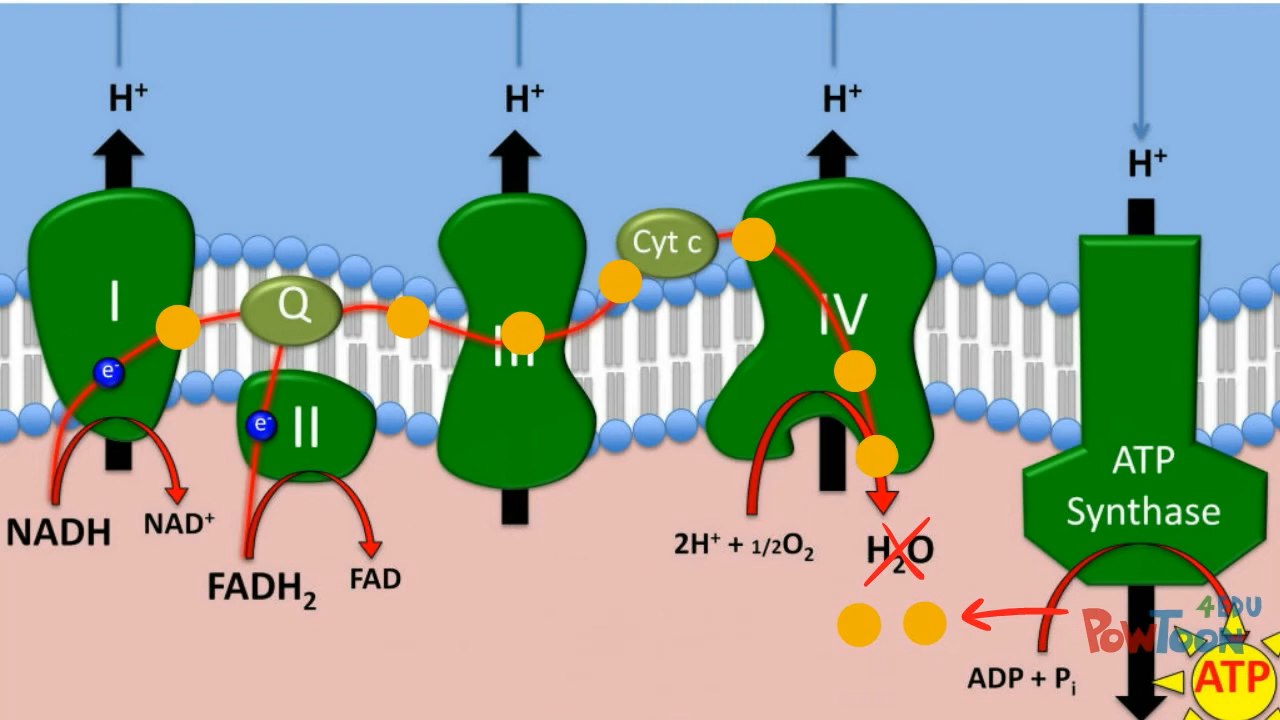 H⁺
H⁺
H⁺
H⁺
I
Q
Cyt c
III
IV
e⁻
e⁻
II
ATP
Synthase
NADH
NAD⁺
FADH₂
FAD
2H⁺ + 1/2O₂
H₂O
ADP + Pᵢ
4EDU
POWTOON
ATP